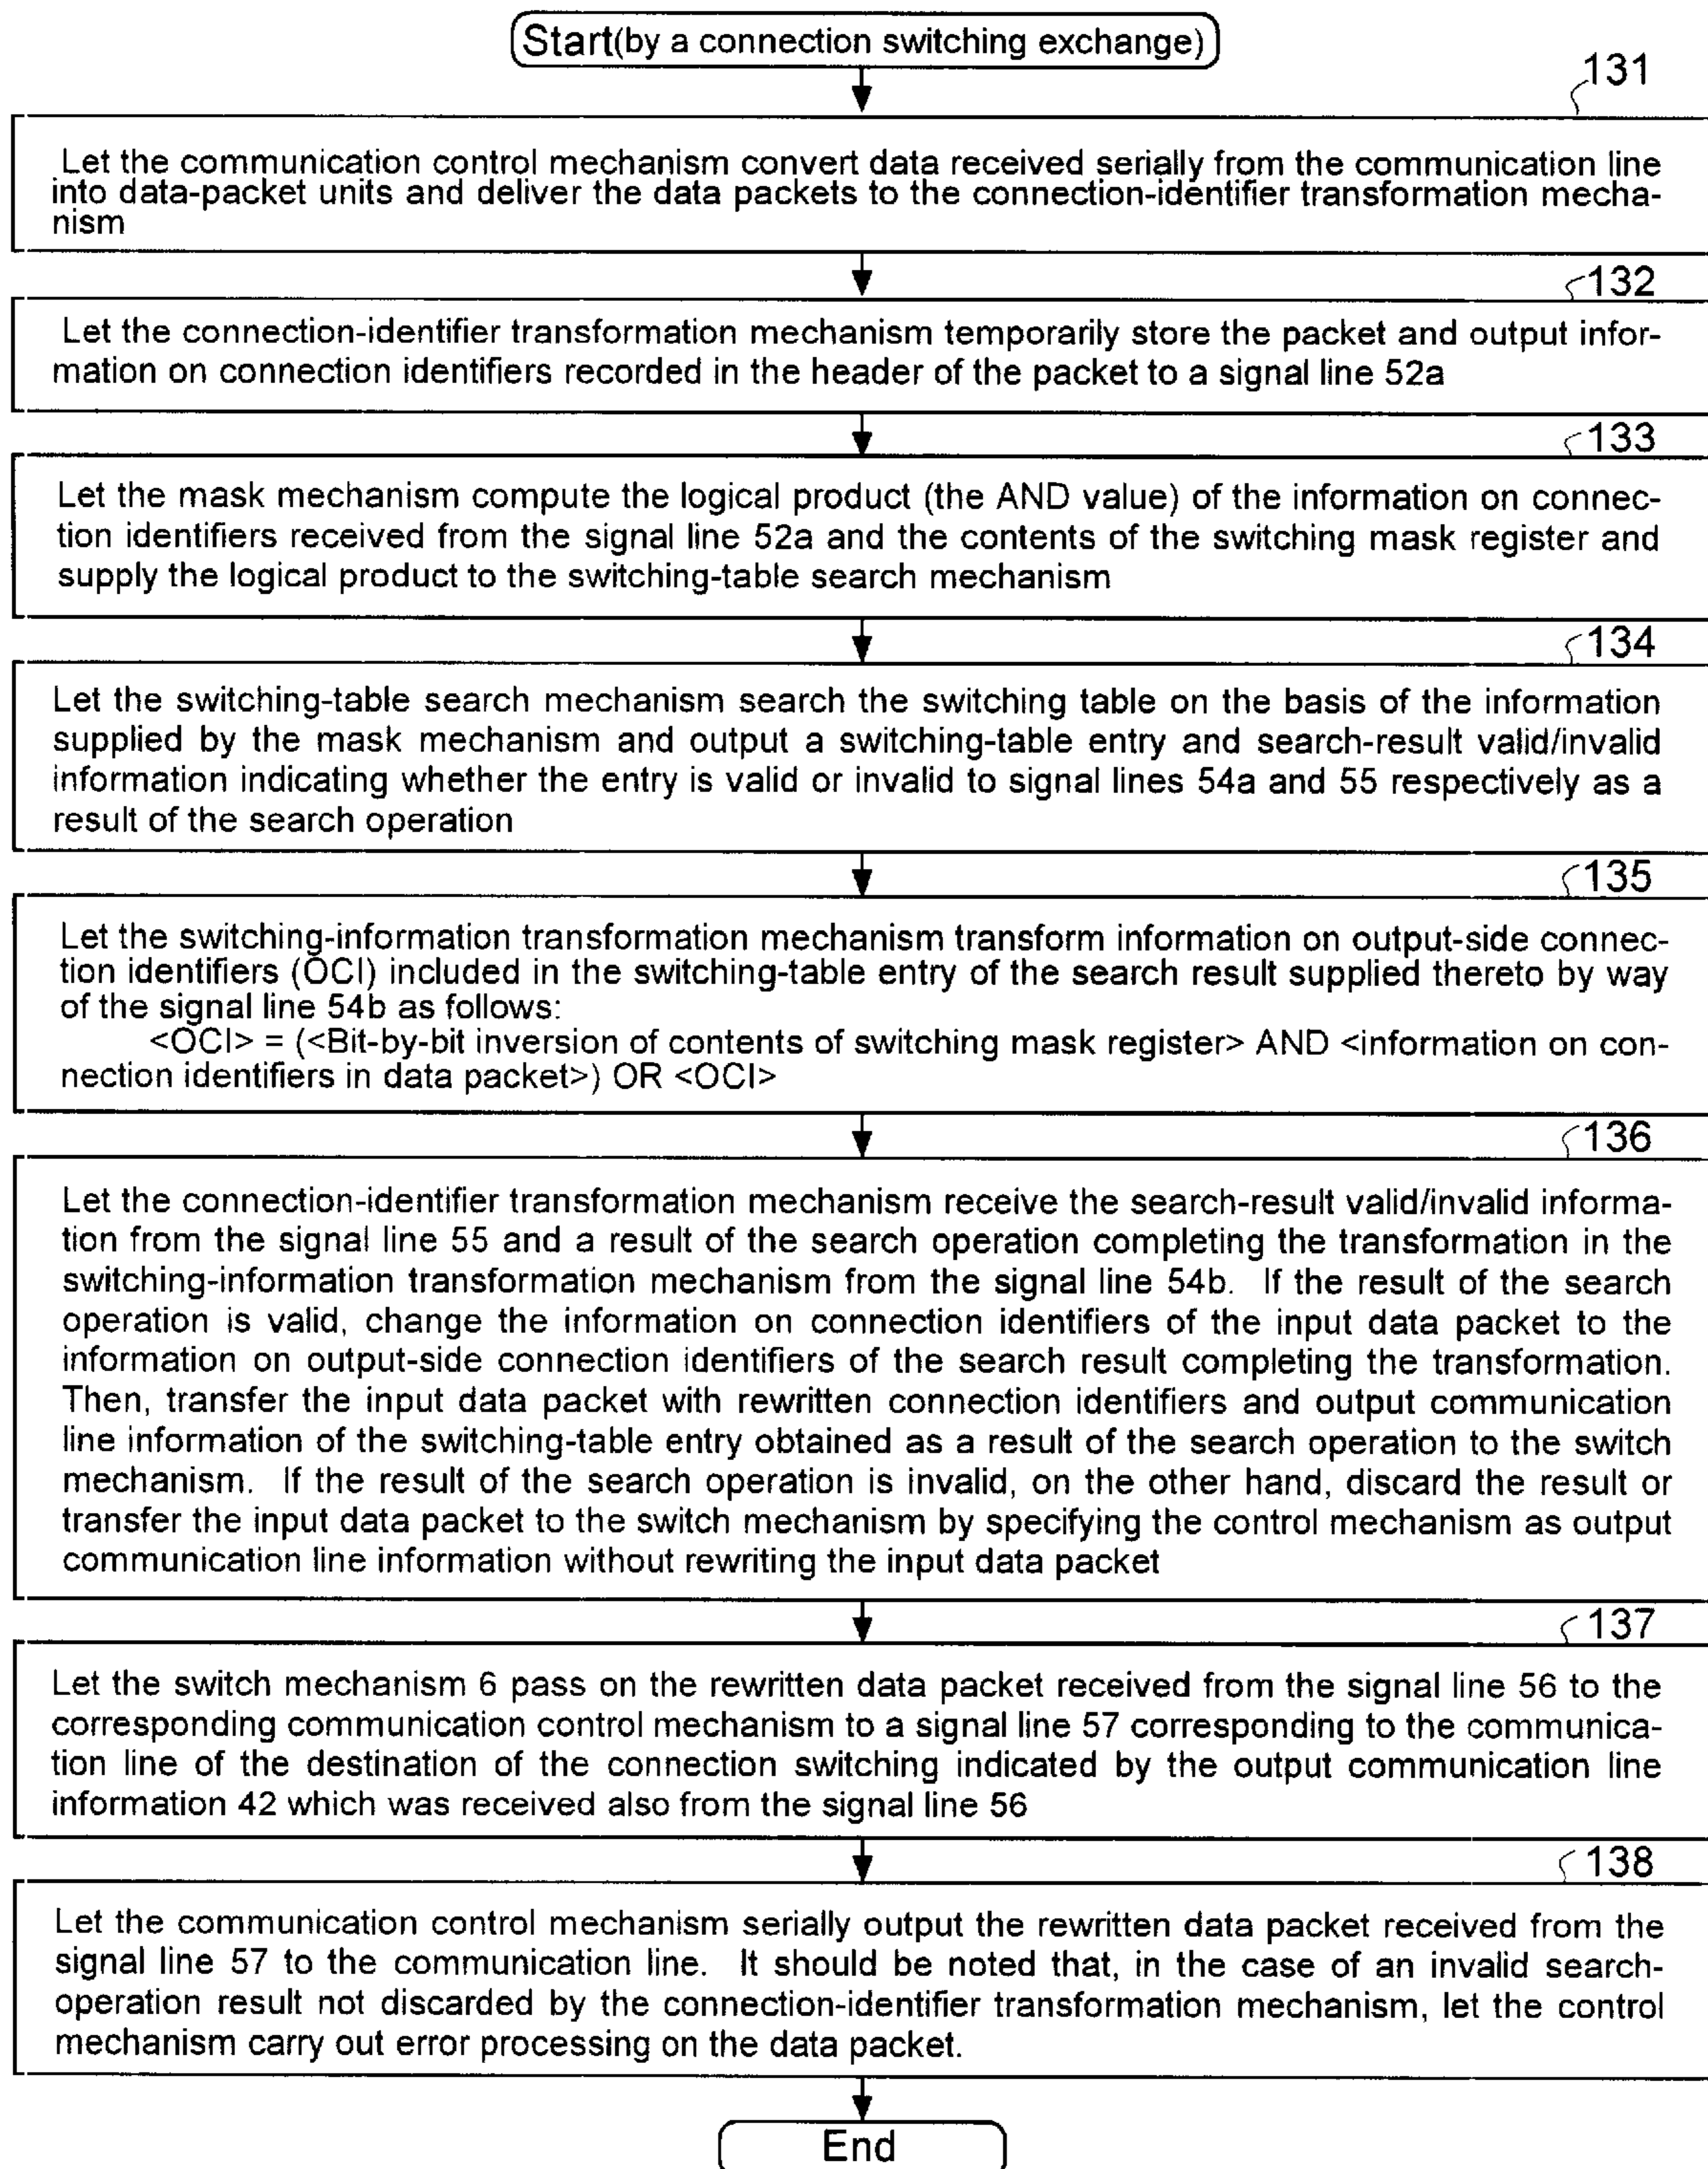 Start(by a connection switching exchange)
131
Let the communication control mechanism convert data received serially from the communication line
into data-packet units and deliver the data packets to the connection-identifier transformation mecha-
nism
132
Let the connection-identifier transformation mechanism temporarily store the packet and output infor-
mation on connection identifiers recorded in the header of the packet to a signal line 52a
133
Let the mask mechanism compute the logical product (the AND value) of the information on connec-
tion identifiers received from the signal line 52a and the contents of the switching mask register and
supply the logical product to the switching-table search mechanism
134
Let the switching-table search mechanism search the switching table on the basis of the information
supplied by the mask mechanism and output a switching-table entry and search-result valid/invalid
information indicating whether the entry is valid or invalid to signal lines 54a and 55 respectively as a
result of the search operation
135
Let the switching-information transformation mechanism transform information on output-side connec-
tion identifiers (OCI) included in the switching-table entry of the search result supplied thereto by way
of the signal line 54b as follows:
<OCI> = (<Bit-by-bit inversion of contents of switching mask register> AND <information on con-
nection identifiers in data packet>) OR <OCI>
136
Let the connection-identifier transformation mechanism receive the search-result valid/invalid informa-
tion from the signal line 55 and a result of the search operation completing the transformation in the
switching-information transformation mechanism from the signal line 54b. If the result of the search
operation is valid, change the information on connection identifiers of the input data packet to the
information on output-side connection identifiers of the search result completing the transformation.
Then, transfer the input data packet with rewritten connection identifiers and output communication
line information of the switching-table entry obtained as a result of the search operation to the switch
mechanism. If the result of the search operation is invalid, on the other hand, discard the result or
transfer the input data packet to the switch mechanism by specifying the control mechanism as output
communication line information without rewriting the input data packet
137
Let the switch mechanism 6 pass on the rewritten data packet received from the signal line 56 to the
corresponding communication control mechanism to a signal line 57 corresponding to the communica-
tion line of the destination of the connection switching indicated by the output communication line
information 42 which was received also from the signal line 56
138
Let the communication control mechanism serially output the rewritten data packet received from the
signal line 57 to the communication line. It should be noted that, in the case of an invalid search-
operation result not discarded by the connection-identifier transformation mechanism, let the control
mechanism carry out error processing on the data packet.
End